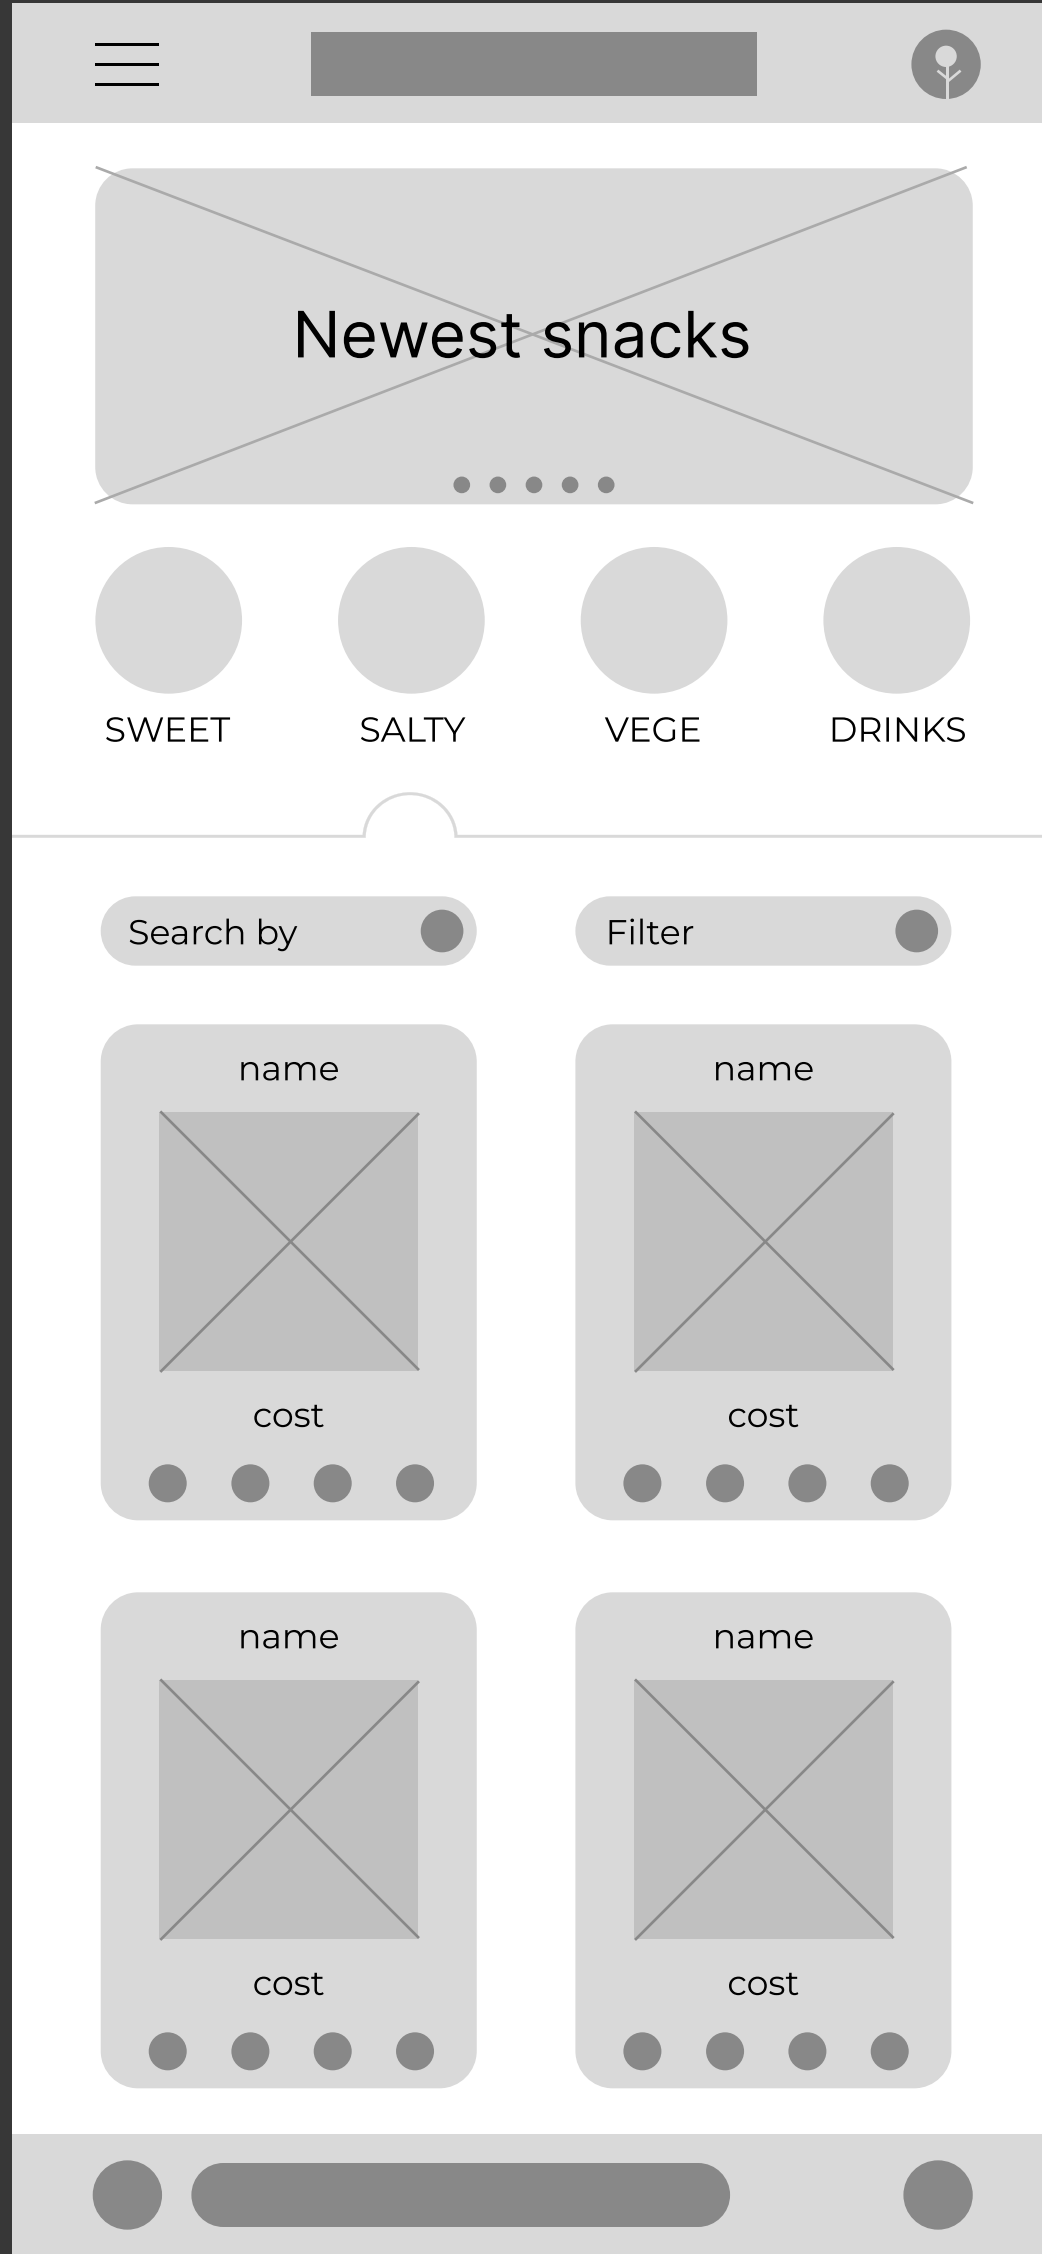 Newest snacks
SWEET
SALTY
VEGE
DRINKS
Search by
Filter
name
name
cost
cost
name
name
cost
cost